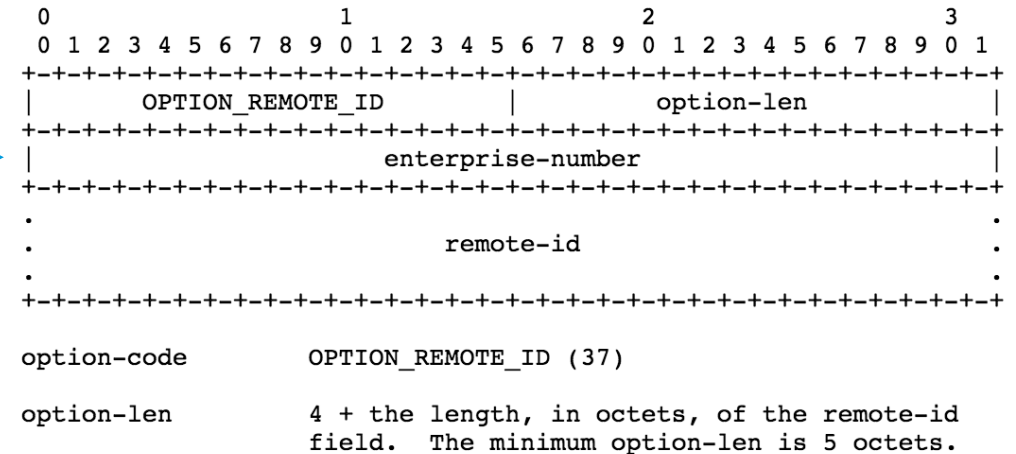 0                   1                   2                   3
 0 1 2 3 4 5 6 7 8 9 0 1 2 3 4 5 6 7 8 9 0 1 2 3 4 5 6 7 8 9 0 1
+-+-+-+-+-+-+-+-+-+-+-+-+-+-+-+-+-+-+-+-+-+-+-+-+-+-+-+-+-+-+-+-+
|       OPTION_REMOTE_ID        |         option-len            |
+-+-+-+-+-+-+-+-+-+-+-+-+-+-+-+-+-+-+-+-+-+-+-+-+-+-+-+-+-+-+-+-+
|                       enterprise-number                       |
+-+-+-+-+-+-+-+-+-+-+-+-+-+-+-+-+-+-+-+-+-+-+-+-+-+-+-+-+-+-+-+-+
.                                                               .
.                           remote-id                           .
.                                                               .
+-+-+-+-+-+-+-+-+-+-+-+-+-+-+-+-+-+-+-+-+-+-+-+-+-+-+-+-+-+-+-+-+
option-code        OPTION_REMOTE_ID (37)
option-len         4 + the length, in octets, of the remote-id
                   field.  The minimum option-len is 5 octets.